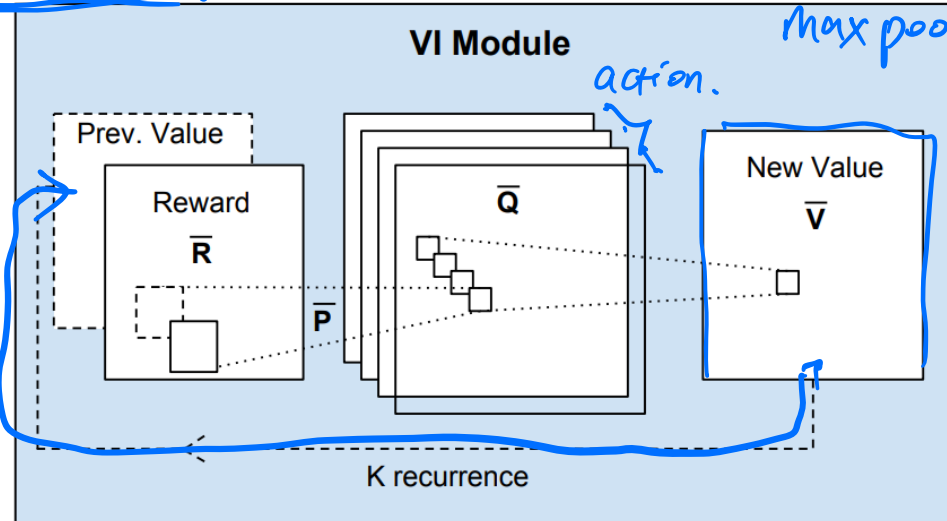 Max poo
VI Module
action.
Prev. Value
Reward
R̅
P̅
Q̅
New Value
V̅
K recurrence